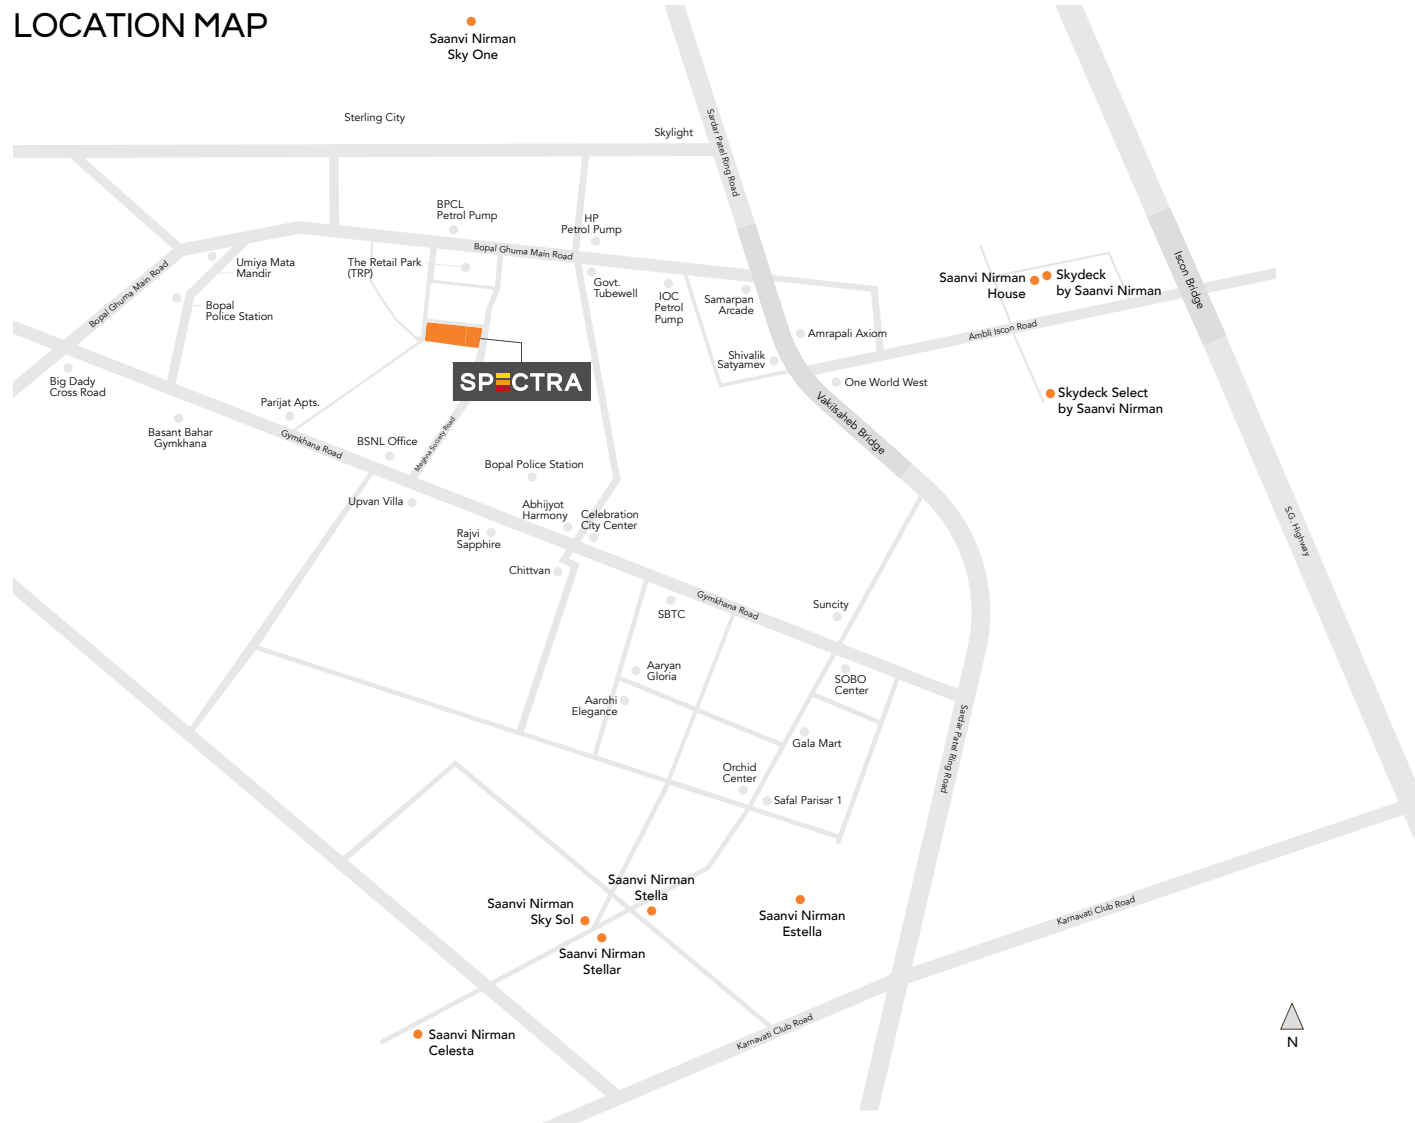 LOCATION MAP
Saanvi Nirman
Sky One
Sterling City
Skylight
Sardar Patel Ring Road
BPCL
Petrol Pump
HP
Petrol Pump
Bopal Ghuma Main Road
Umiya Mata
Mandir
The Retail Park
(TRP)
Bopal Ghuma Main Road
Bopal
Police Station
Govt.
Tubewell
IOC
Petrol
Pump
Samarpan
Arcade
Saanvi Nirman
House
Skydeck
by Saanvi Nirman
Iscon Bridge
Amrapali Axiom
Ambli Iscon Road
Shivalik
Satyamev
One World West
SPECTRA
Big Dady
Cross Road
Parijat Apts.
Skydeck Select
by Saanvi Nirman
Vakilsaheb Bridge
Basant Bahar
Gymkhana
Gymkhana Road
BSNL Office
Meghna Society Road
Bopal Police Station
Upvan Villa
Abhijyot
Harmony
Celebration
City Center
Rajvi
Sapphire
S.G. Highway
Chittvan
Gymkhana Road
SBTC
Suncity
Aaryan
Gloria
SOBO
Center
Aarohi
Elegance
Sardar Patel Ring Road
Gala Mart
Orchid
Center
Safal Parisar 1
Saanvi Nirman
Stella
Saanvi Nirman
Sky Sol
Saanvi Nirman
Estella
Karnavati Club Road
Saanvi Nirman
Stellar
Karnavati Club Road
Saanvi Nirman
Celesta
N